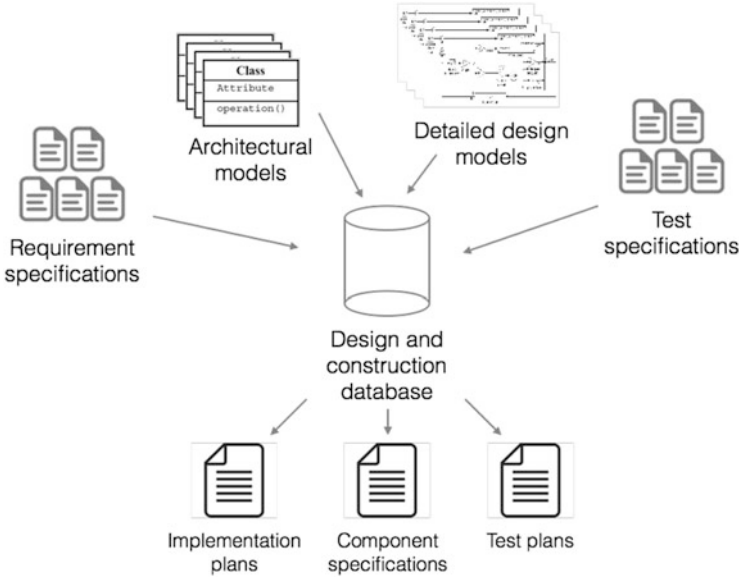 Class
Attribute
operation()
Architectural
models
Detailed design
models
Requirement
specifications
Test
specifications
Design and
construction
database
Implementation
plans
Component
specifications
Test plans